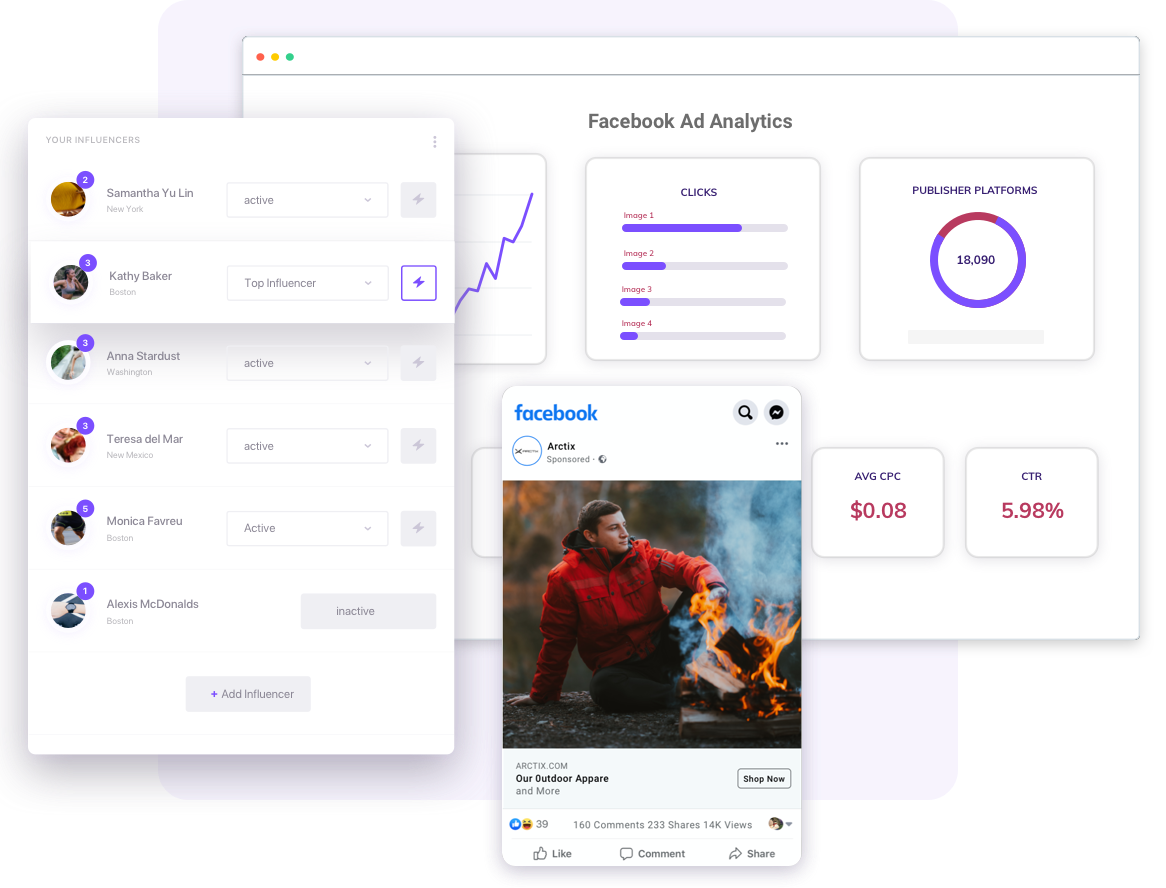 Facebook Ad Analytics
YOUR INFLUENCERS
2
Samantha Yu Lin
New York
active
3
Kathy Baker
Boston
Top Influencer
3
Anna Stardust
Washington
active
3
Teresa del Mar
New Mexico
active
5
Monica Favreu
Boston
Active
1
Alexis McDonalds
Boston
inactive
+ Add Influencer
CLICKS
Image 1
Image 2
Image 3
Image 4
PUBLISHER PLATFORMS
18,090
facebook
Arctix
Sponsored ·
ARCTIX.COM
Our 0utdoor Appare
and More
Shop Now
39
160 Comments 233 Shares 14K Views
Like
Comment
Share
AVG CPC
$0.08
CTR
5.98%